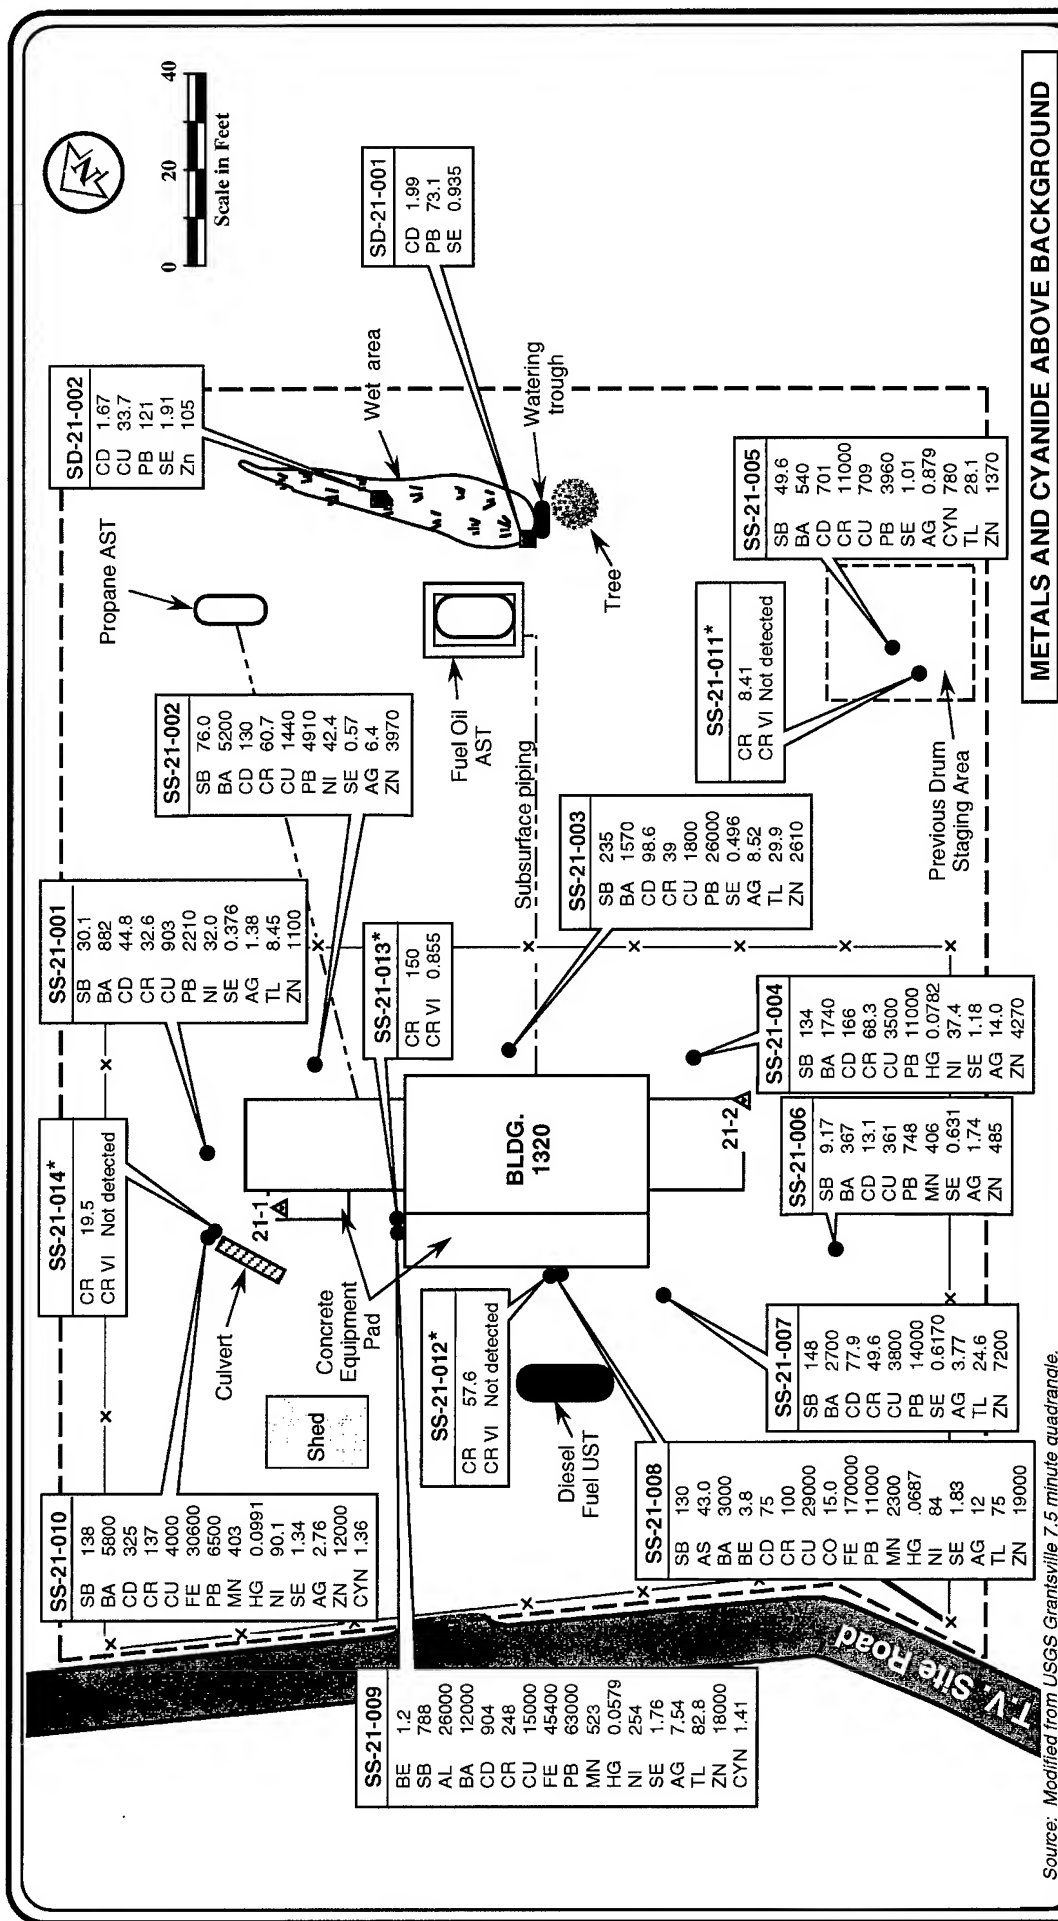 SS-21-010
SB 138
BA 5800
CD 325
CR 137
CU 4000
FE 30600
PB 6500
MN 403
HG 0.0991
NI 90.1
SE 1.34
AG 2.76
ZN 12000
CYN 1.36
SS-21-014*
CR 19.5
CR VI Not detected
SS-21-001
SB 30.1
BA 882
CD 44.8
CR 32.6
CU 903
PB 2210
NI 32.0
SE 0.376
AG 1.38
TL 8.45
ZN 1100
SS-21-002
SB 76.0
BA 5200
CD 130
CR 60.7
CU 1440
PB 4910
NI 42.4
SE 0.57
AG 6.4
ZN 3970
Propane AST
SD-21-002
CD 1.67
CU 33.7
PB 121
SE 1.91
Zn 105
N
0 20 40
Scale in Feet
Culvert
Shed
Concrete
Equipment
Pad
21-1
SS-21-013*
CR 150
CR VI 0.855
Wet area
SD-21-001
CD 1.99
PB 73.1
SE 0.935
SS-21-009
BE 1.2
SB 788
AL 26000
BA 12000
CD 904
CR 248
CU 15000
FE 45400
PB 63000
MN 523
HG 0.0579
NI 254
SE 1.76
AG 7.54
TL 82.8
ZN 18000
CYN 1.41
SS-21-012*
CR 57.6
CR VI Not detected
Diesel
Fuel UST
BLDG.
1320
Fuel Oil
AST
Subsurface piping
Watering
trough
Tree
SS-21-003
SB 235
BA 1570
CD 98.6
CR 39
CU 1800
PB 26000
SE 0.496
AG 8.52
TL 29.9
ZN 2610
SS-21-008
SB 130
AS 43.0
BA 3000
BE 3.8
CD 75
CR 100
CU 29000
CO 15.0
FE 170000
PB 11000
MN 2300
HG .0687
NI 84
SE 1.83
AG 12
TL 75
ZN 19000
SS-21-007
SB 148
BA 2700
CD 77.9
CR 49.6
CU 3800
PB 14000
SE 0.6170
AG 3.77
TL 24.6
ZN 7200
21-2
SS-21-006
SB 9.17
BA 367
CD 13.1
CU 361
PB 748
MN 406
SE 0.631
AG 1.74
ZN 485
SS-21-004
SB 134
BA 1740
CD 166
CR 68.3
CU 3500
PB 11000
HG 0.0782
NI 37.4
SE 1.18
AG 14.0
ZN 4270
SS-21-011*
CR 8.41
CR VI Not detected
SS-21-005
SB 49.6
BA 540
CD 701
CR 11000
CU 709
PB 3960
SE 1.01
AG 0.879
CYN 780
TL 28.1
ZN 1370
Previous Drum
Staging Area
T.V. Site Road
METALS AND CYANIDE ABOVE BACKGROUND
Source: Modified from USGS Grantsville 7.5 minute quadrangle.